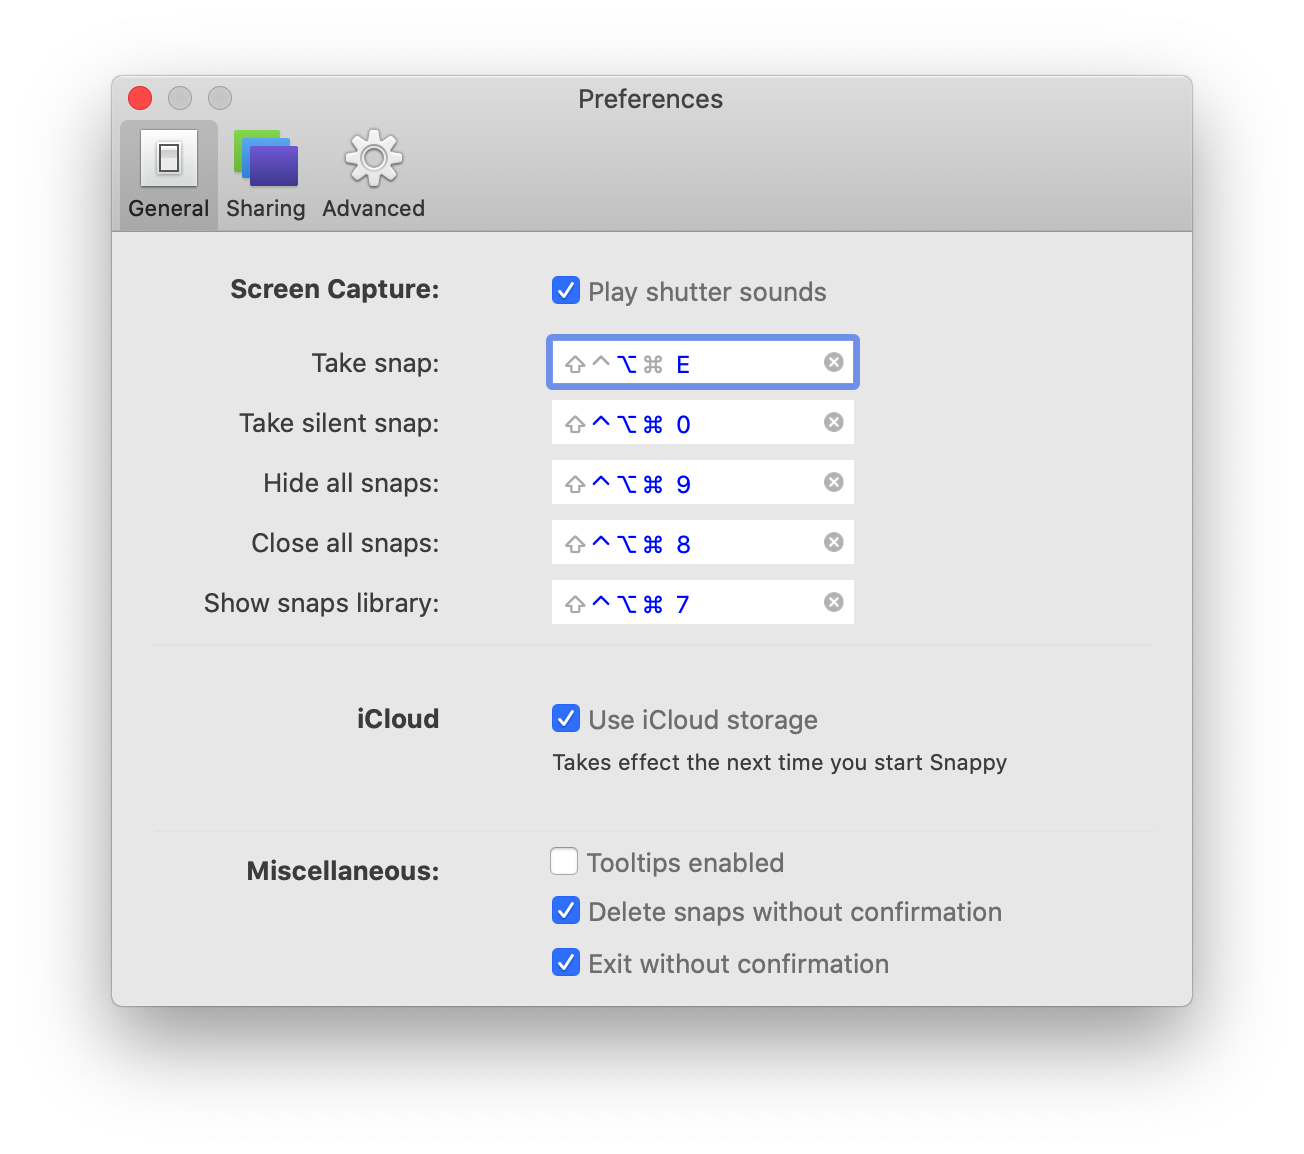 Preferences
General Sharing Advanced
Screen Capture: Play shutter sounds
Take snap: ⇧⌃⌥⌘ E
Take silent snap: ⇧⌃⌥⌘ 0
Hide all snaps: ⇧⌃⌥⌘ 9
Close all snaps: ⇧⌃⌥⌘ 8
Show snaps library: ⇧⌃⌥⌘ 7
iCloud Use iCloud storage
Takes effect the next time you start Snappy
Miscellaneous: Tooltips enabled
Delete snaps without confirmation
Exit without confirmation